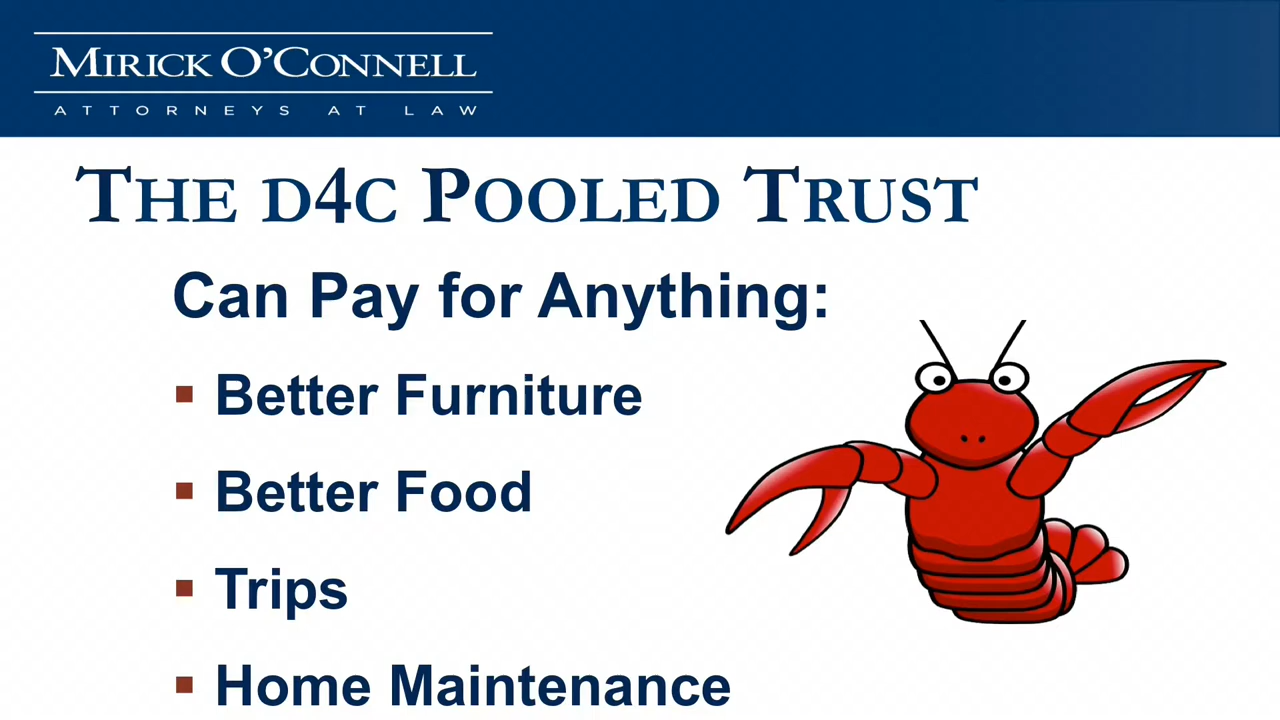 MIRICK O'CONNELL
ATTORNEYS AT LAW
THE D4C POOLED TRUST
Can Pay for Anything:
▪ Better Furniture
▪ Better Food
▪ Trips
▪ Home Maintenance